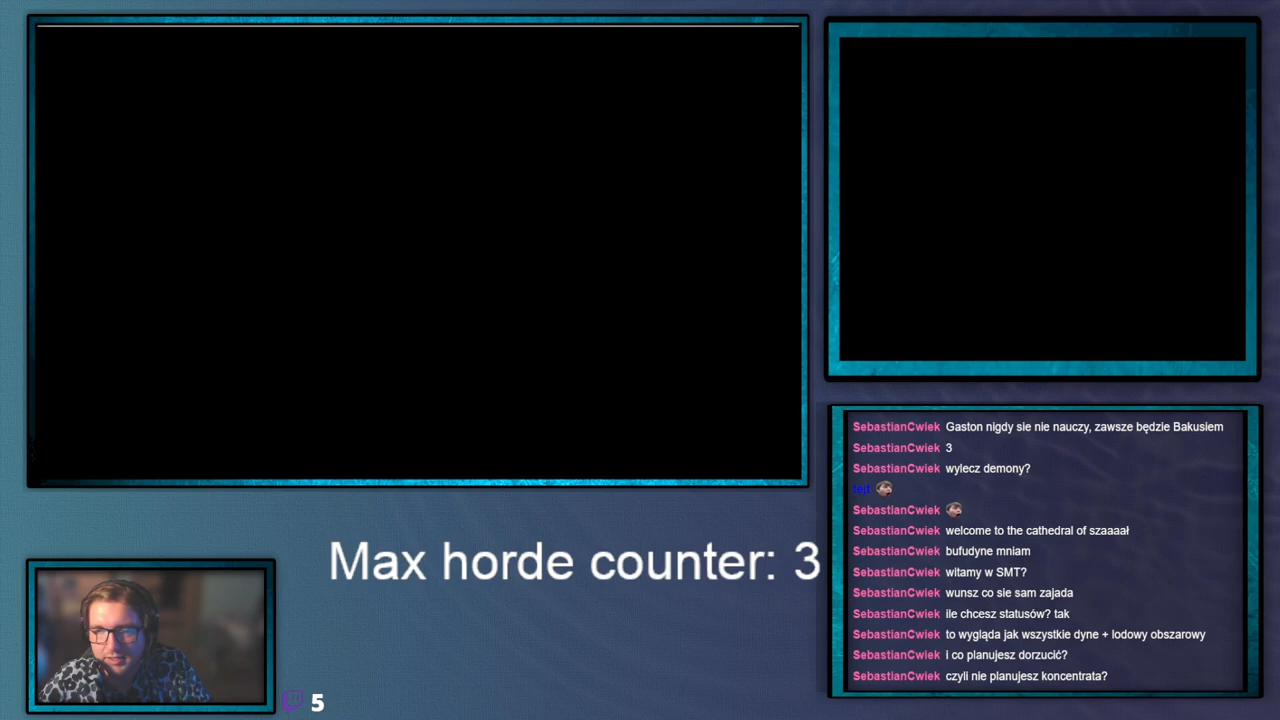 SebastianCwiek Gaston nigdy sie nie nauczy, zawsze będzie Bakusiem
SebastianCwiek 3
SebastianCwiek wylecz demony?
tejt
SebastianCwiek
SebastianCwiek welcome to the cathedral of szaaaał
SebastianCwiek bufudyne mniam
SebastianCwiek witamy w SMT?
SebastianCwiek wunsz co sie sam zajada
SebastianCwiek ile chcesz statusów? tak
SebastianCwiek to wygląda jak wszystkie dyne + lodowy obszarowy
SebastianCwiek i co planujesz dorzucić?
SebastianCwiek czyli nie planujesz koncentrata?
Max horde counter: 3
5